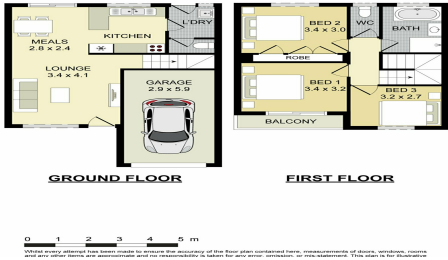 MEALS
2.8 x 2.4
KITCHEN
L'DRY
LOUNGE
3.4 x 4.1
GARAGE
2.9 x 5.9
BED 2
3.4 x 3.0
WC
BATH
ROBE
BED 1
3.4 x 3.2
BED 3
3.2 x 2.7
BALCONY
GROUND FLOOR
FIRST FLOOR
0 1 2 3 4 5 m
Whilst every attempt has been made to ensure the accuracy of the floor plan contained here, measurements of doors, windows, rooms
and any other items are approximate and no responsibility is taken for any error, omission, or mis-statement. This plan is for illustrative